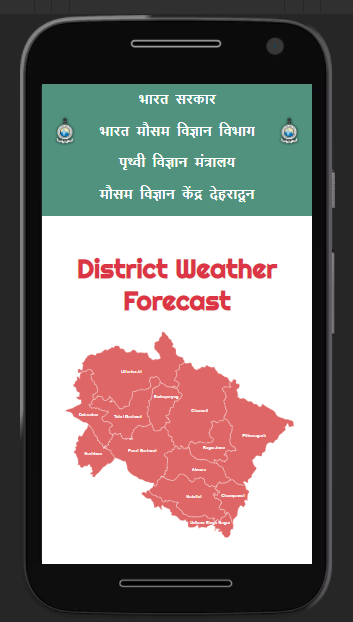 भारत सरकार
भारत मौसम विज्ञान विभाग
पृथ्वी विज्ञान मंत्रालय
मौसम विज्ञान केंद्र देहरादून
District Weather
Forecast
Uttarkashi
Rudraprayag
Chamoli
Dehradun
Tehri Garhwal
Pithoragarh
Bageshwar
Pauri Garhwal
Haridwar
Almora
Nainital
Champawat
Udham Singh Nagar